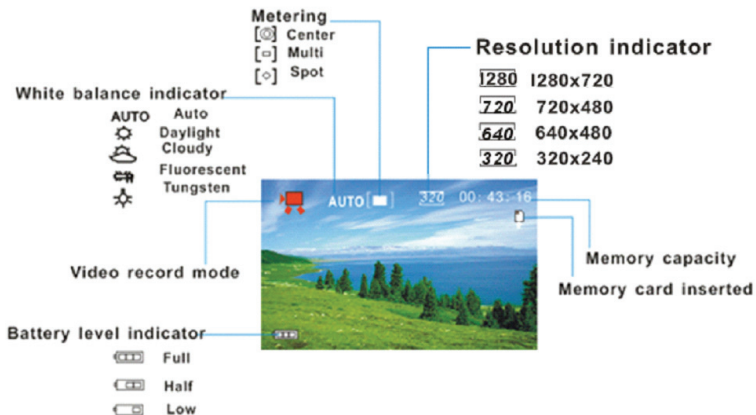 Metering
Center
Multi
Spot
Resolution indicator
1280 I280x720
720 720x480
640 640x480
320 320x240
White balance indicator
AUTO Auto
Daylight
Cloudy
Fluorescent
Tungsten
AUTO 320 00:43:16
Video record mode
Memory capacity
Memory card inserted
Battery level indicator
Full
Half
Low